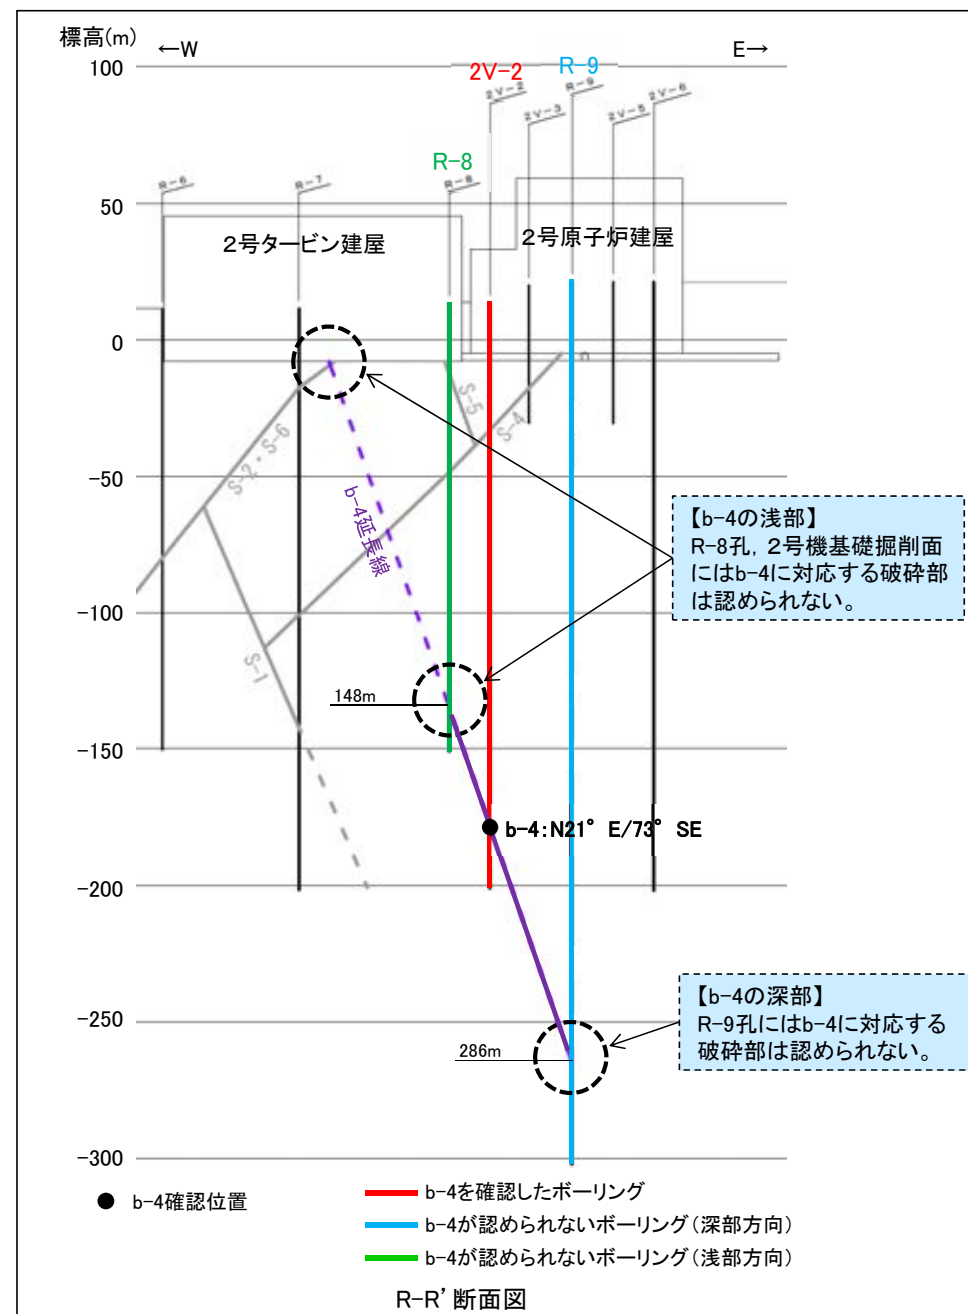 標高(m)
←W
E→
100
2V-2
R-9
2V-2
R-9
2V-3
2V-5
2V-6
R-8
R-6
R-7
R-8
50
2号タービン建屋
2号原子炉建屋
0
S-5
S-4
S-2・S-6
-50
b-4延長線
【b-4の浅部】
R-8孔，2号機基礎掘削面
にはb-4に対応する破砕部
は認められない。
-100
S-1
148m
-150
b-4:N21°E/73°SE
-200
【b-4の深部】
R-9孔にはb-4に対応する
破砕部は認められない。
-250
286m
-300
b-4確認位置
b-4を確認したボーリング
b-4が認められないボーリング（深部方向）
b-4が認められないボーリング（浅部方向）
R-R’断面図